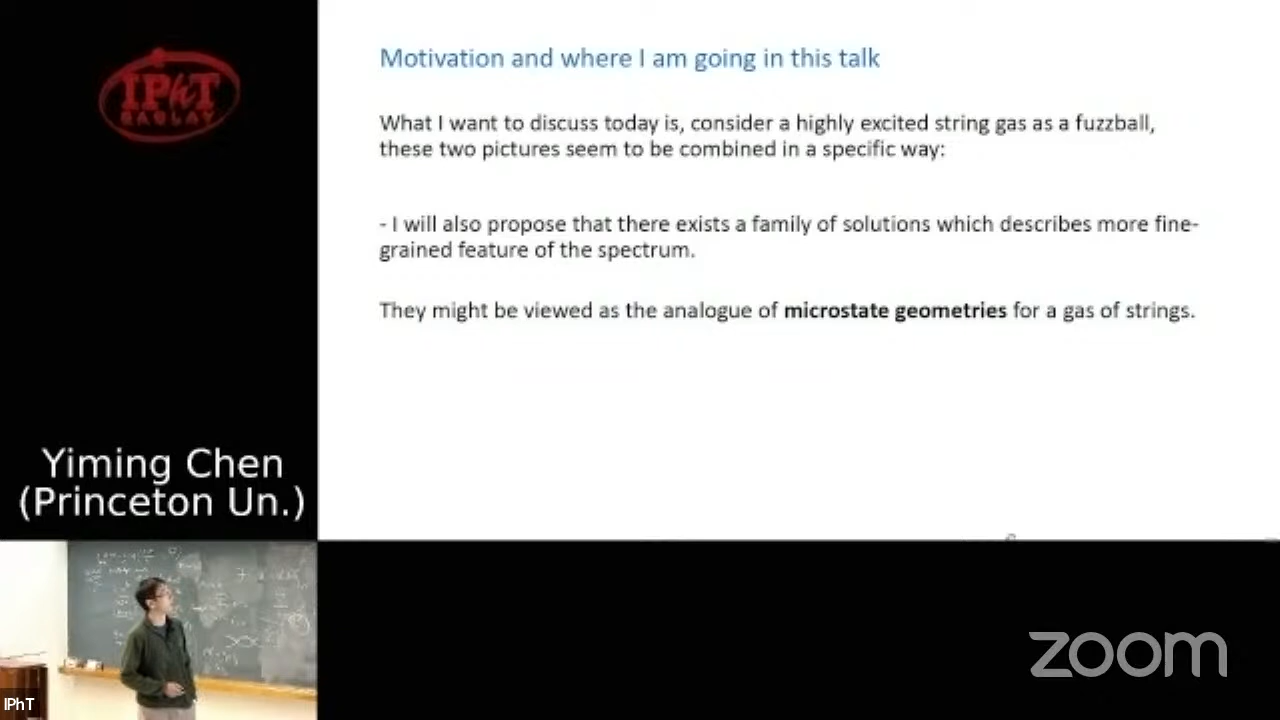 IPhT
SACLAY
Motivation and where I am going in this talk
What I want to discuss today is, consider a highly excited string gas as a fuzzball,
these two pictures seem to be combined in a specific way:
- I will also propose that there exists a family of solutions which describes more fine-
grained feature of the spectrum.
They might be viewed as the analogue of microstate geometries for a gas of strings.
Yiming Chen
(Princeton Un.)
IPhT
zoom